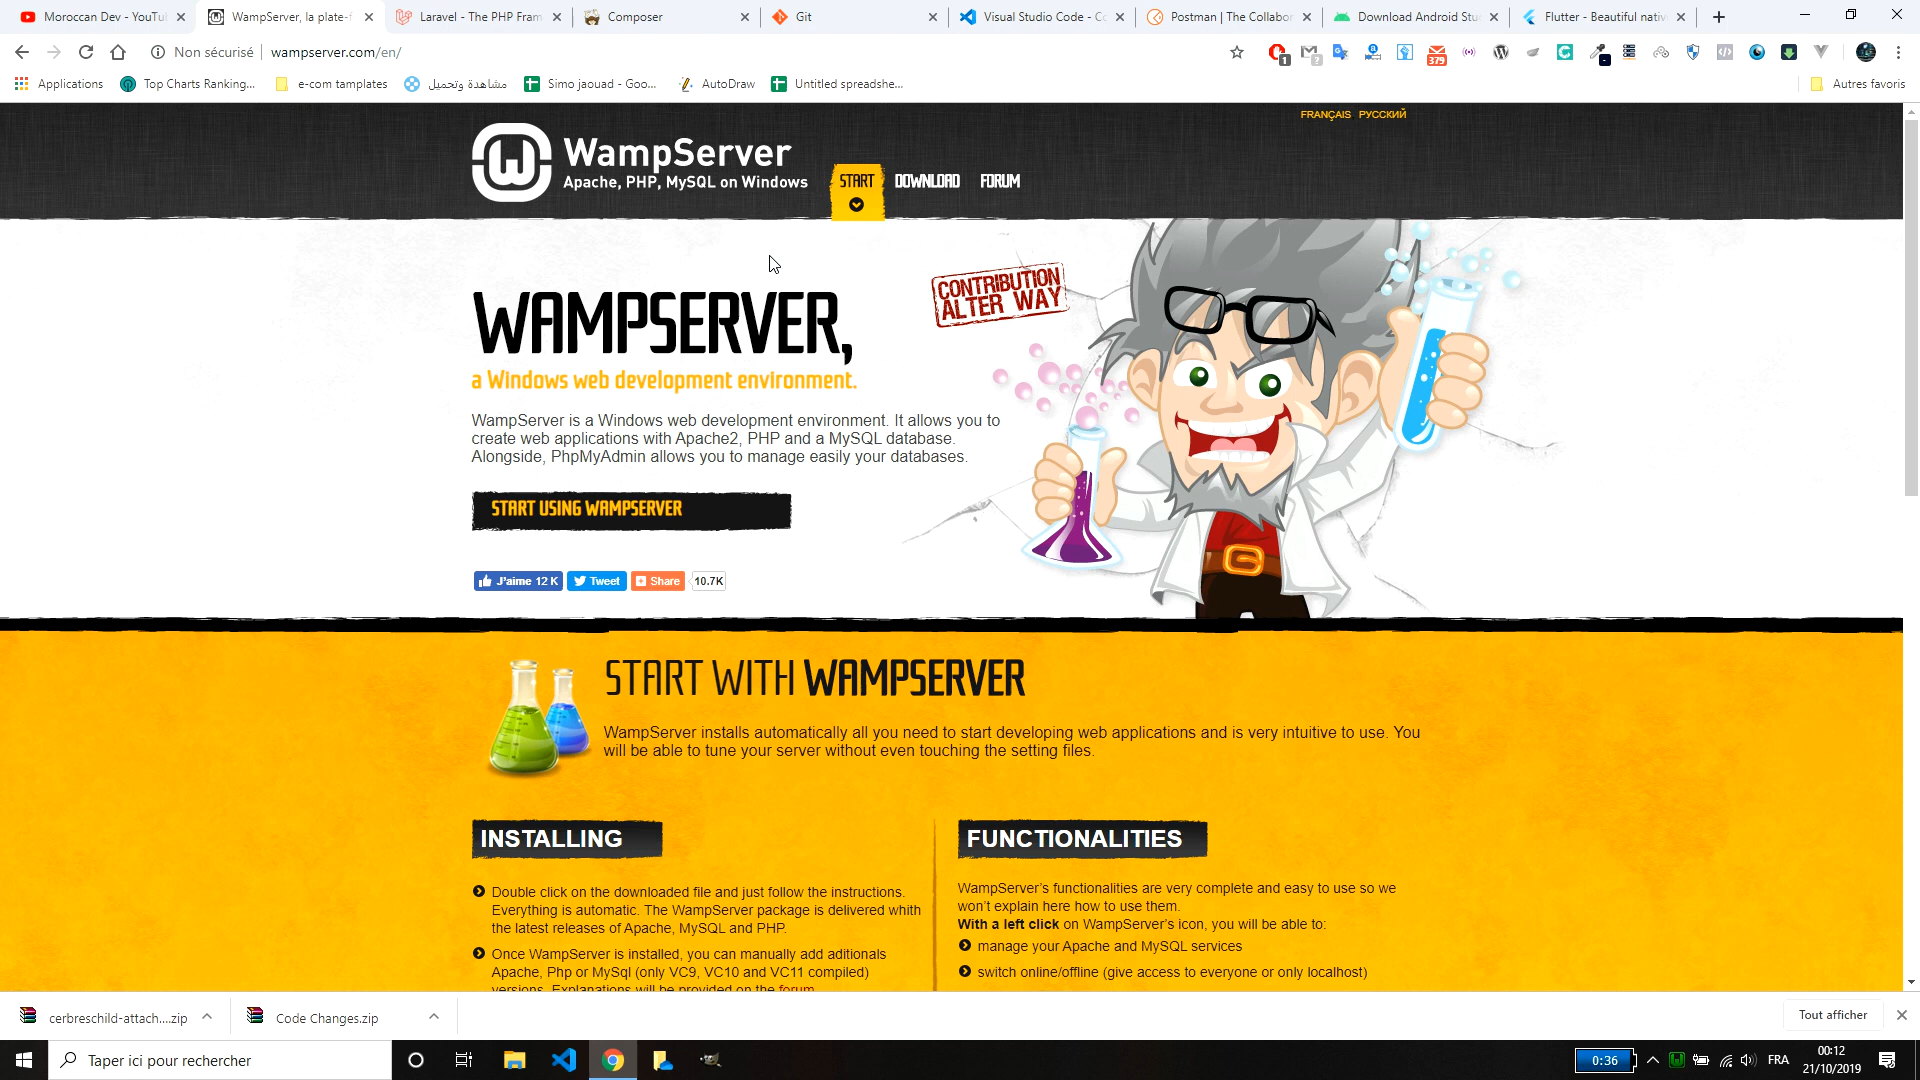 Moroccan Dev - YouTu
WampServer, la plate-f
Laravel - The PHP Fram
Composer
Git
Visual Studio Code - Co
Postman | The Collabor
Download Android Stu
Flutter - Beautiful nativ
Non sécurisé
wampserver.com/en/
1
?
379
Applications
Top Charts Ranking...
e-com templates
مشاهدة وتحميل
Simo jaouad - Goo...
AutoDraw
Untitled spreadshe...
Autres favoris
FRANÇAIS РУССКИЙ
WampServer
Apache, PHP, MySQL on Windows
START
DOWNLOAD
FORUM
CONTRIBUTION
ALTER WAY
WAMPSERVER,
a Windows web development environment.
WampServer is a Windows web development environment. It allows you to
create web applications with Apache2, PHP and a MySQL database.
Alongside, PhpMyAdmin allows you to manage easily your databases.
START USING WAMPSERVER
J'aime 12 K
Tweet
Share
10.7K
START WITH WAMPSERVER
WampServer installs automatically all you need to start developing web applications and is very intuitive to use. You
will be able to tune your server without even touching the setting files.
INSTALLING
Double click on the downloaded file and just follow the instructions.
Everything is automatic. The WampServer package is delivered whith
the latest releases of Apache, MySQL and PHP.
Once WampServer is installed, you can manually add aditionals
Apache, Php or MySql (only VC9, VC10 and VC11 compiled)
versions. Explanations will be provided on the forum.
FUNCTIONALITIES
WampServer's functionalities are very complete and easy to use so we
won't explain here how to use them.
With a left click on WampServer's icon, you will be able to:
manage your Apache and MySQL services
switch online/offline (give access to everyone or only localhost)
cerbreschild-attach....zip
Code Changes.zip
Tout afficher
Taper ici pour rechercher
0:36
FRA
00:12
21/10/2019